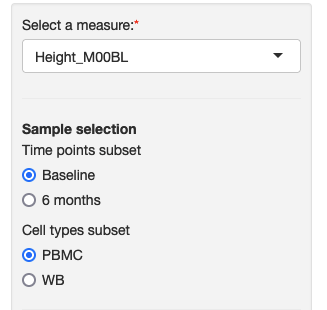 Select a measure:*
Height_M00BL
Sample selection
Time points subset
Baseline
6 months
Cell types subset
PBMC
WB